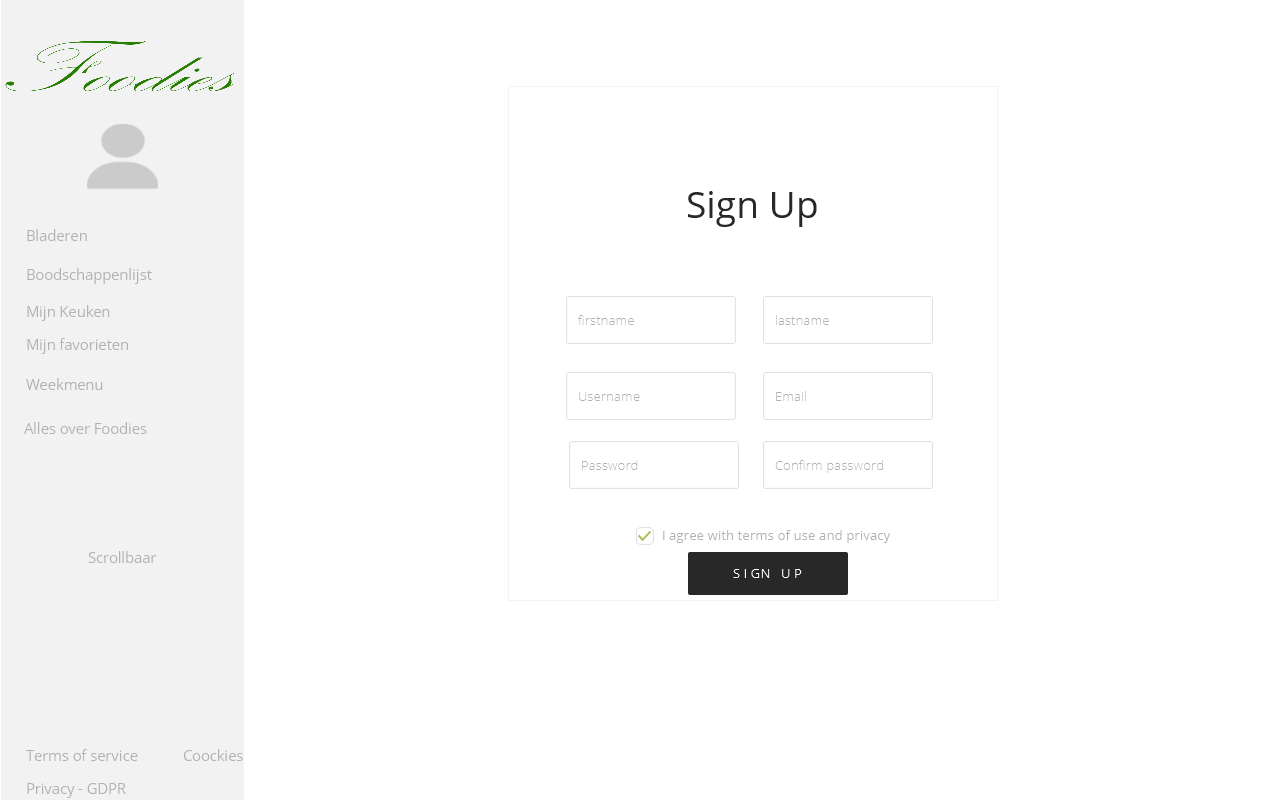 Foodies
Bladeren
Boodschappenlijst
Mijn Keuken
Mijn favorieten
Weekmenu
Alles over Foodies
Scrollbaar
Terms of service
Coockies
Privacy - GDPR
Sign Up
firstname
lastname
Username
Email
Password
Confirm password
I agree with terms of use and privacy
SIGN UP